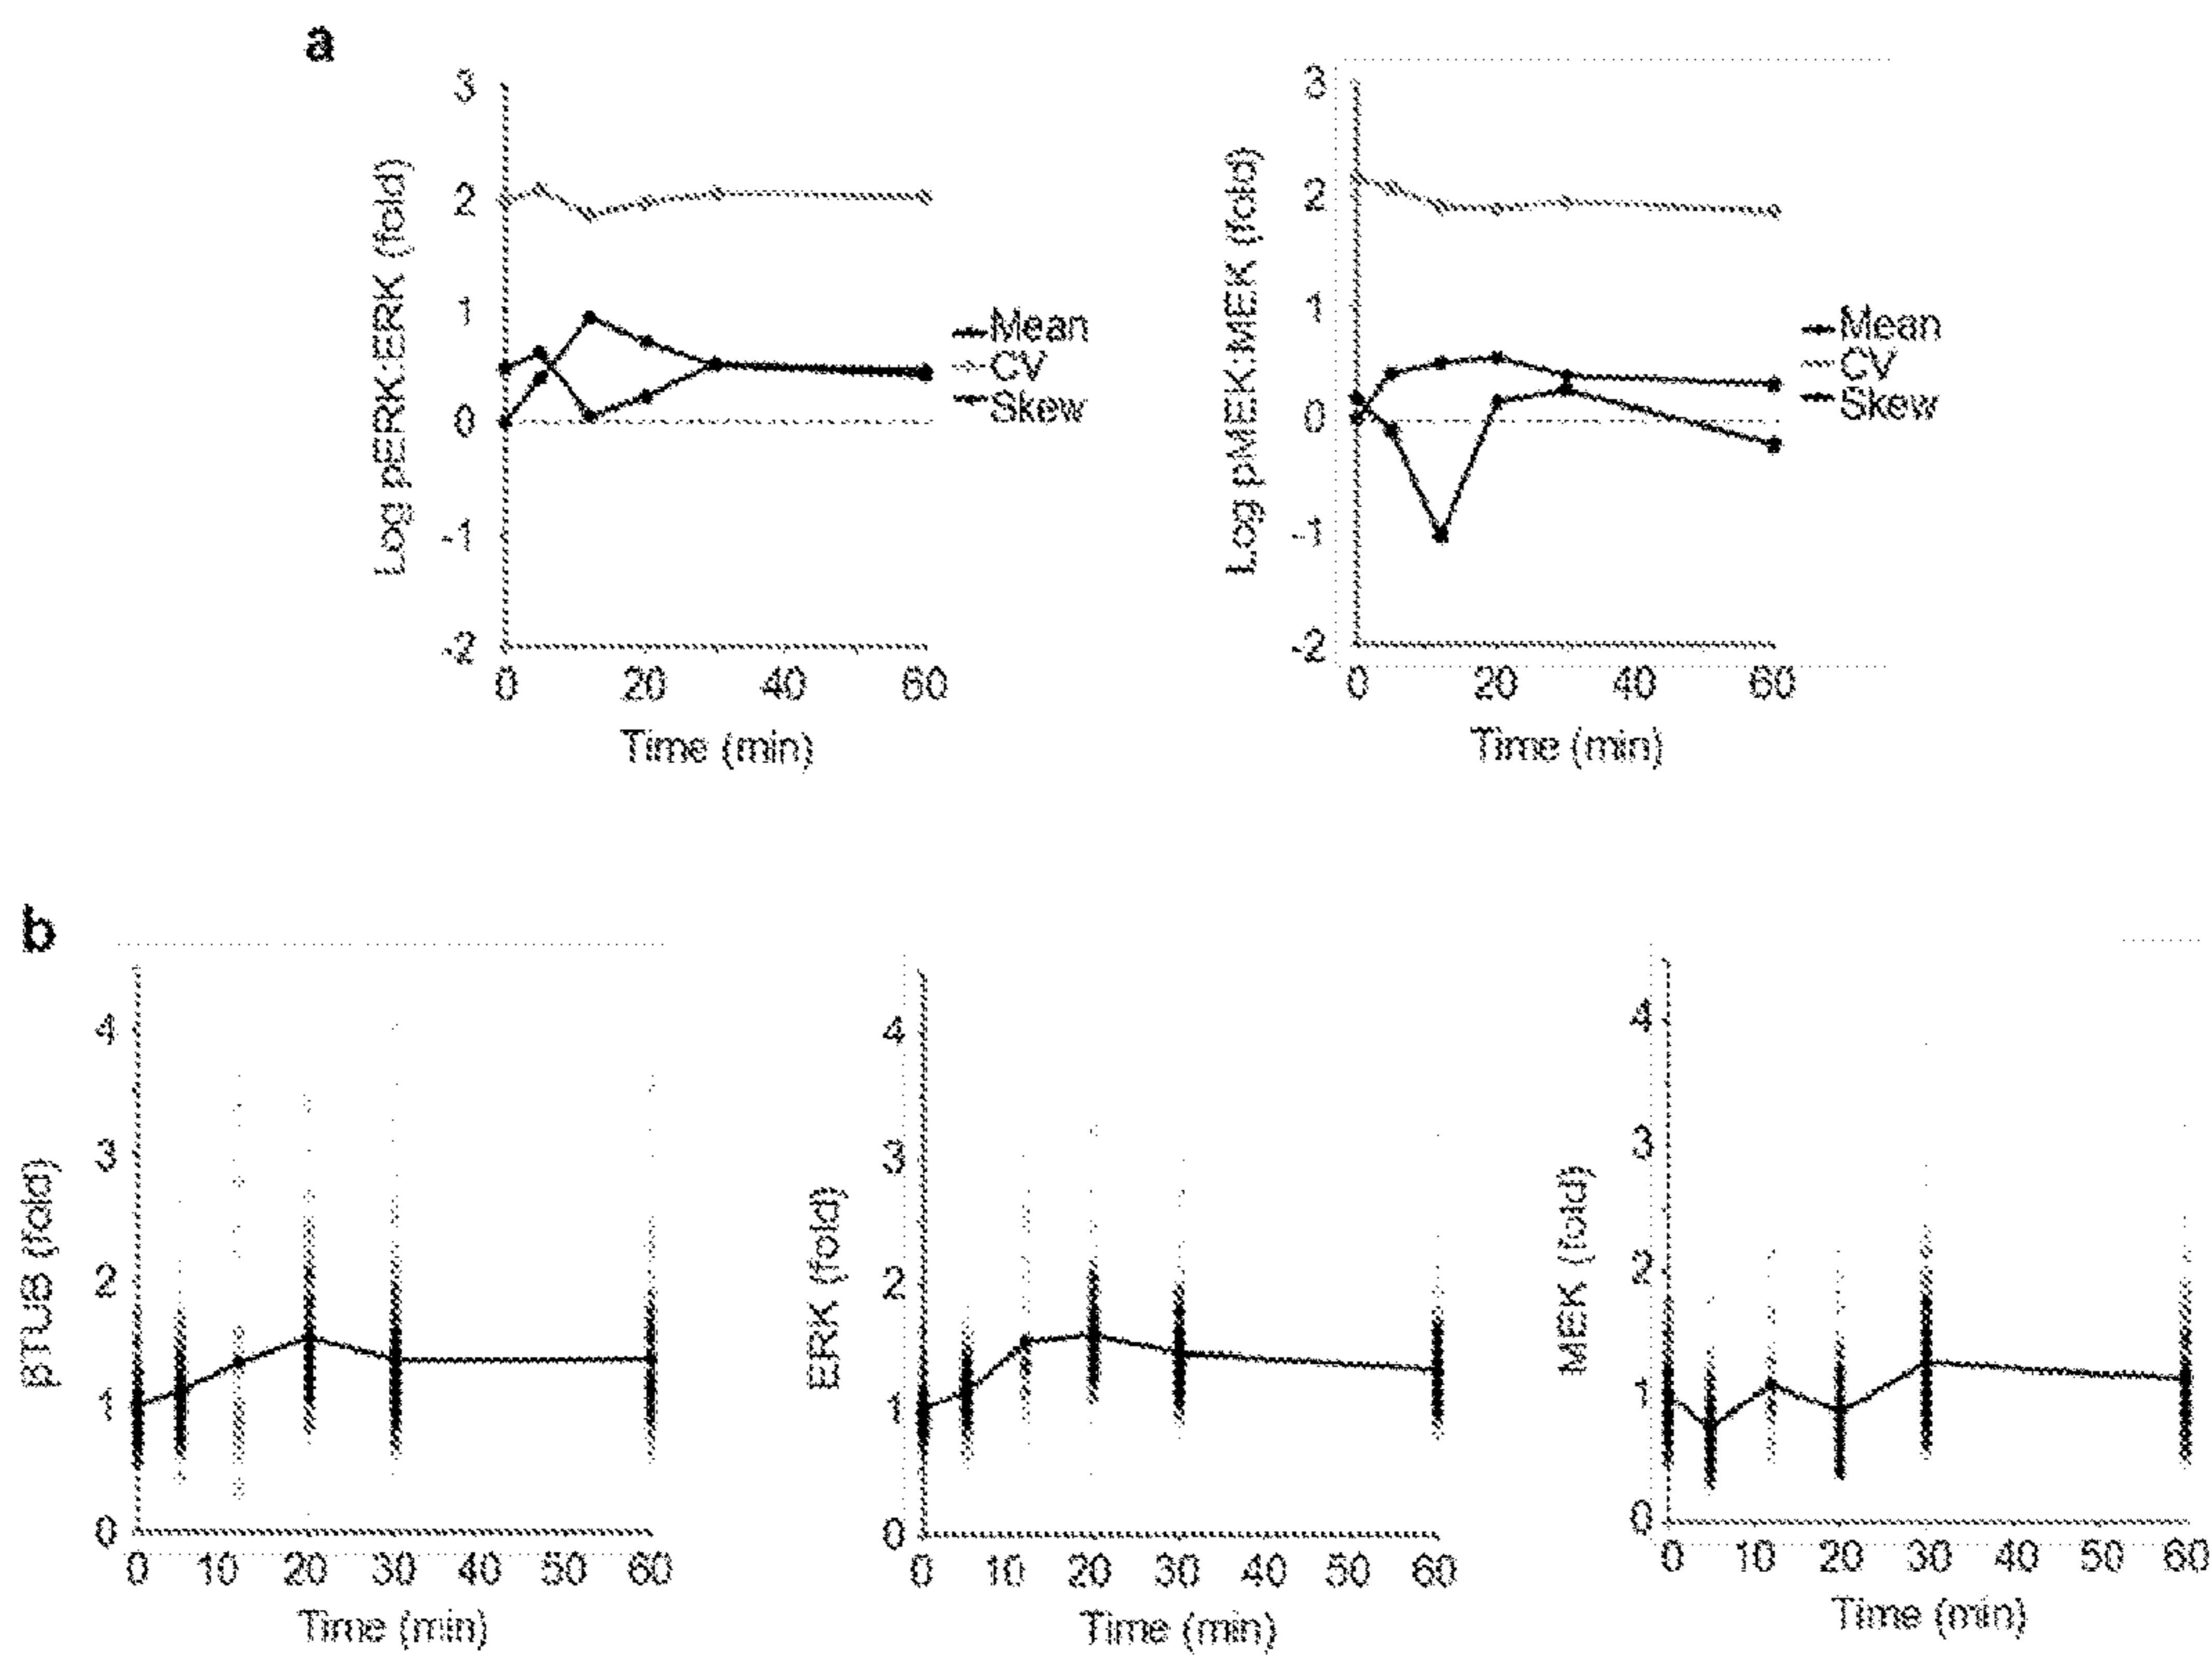 a
3
2
1
0
-1
-2
Log pERK:ERK (fold)
0 20 40 60
Time (min)
Mean
CV
Skew
3
2
1
0
-1
-2
Log pMEK:MEK (fold)
0 20 40 60
Time (min)
Mean
CV
Skew
b
4
3
2
1
0
βTUB (fold)
0 10 20 30 40 50 60
Time (min)
4
3
2
1
0
ERK (fold)
0 10 20 30 40 50 60
Time (min)
4
3
2
1
0
MEK (fold)
0 10 20 30 40 50 60
Time (min)